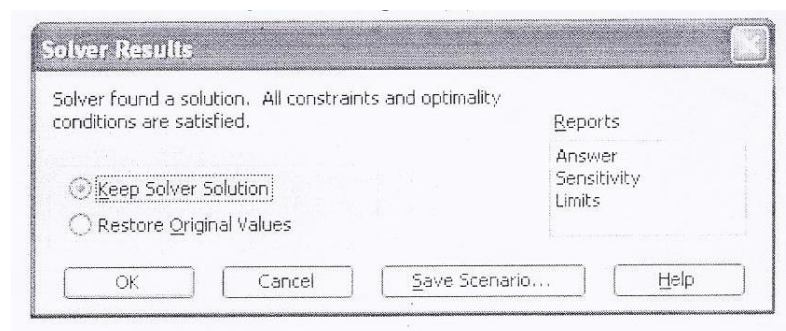 Solver Results
Solver found a solution. All constraints and optimality
conditions are satisfied.
Reports
Answer
Sensitivity
Limits
Keep Solver Solution
Restore Original Values
OK Cancel Save Scenario... Help